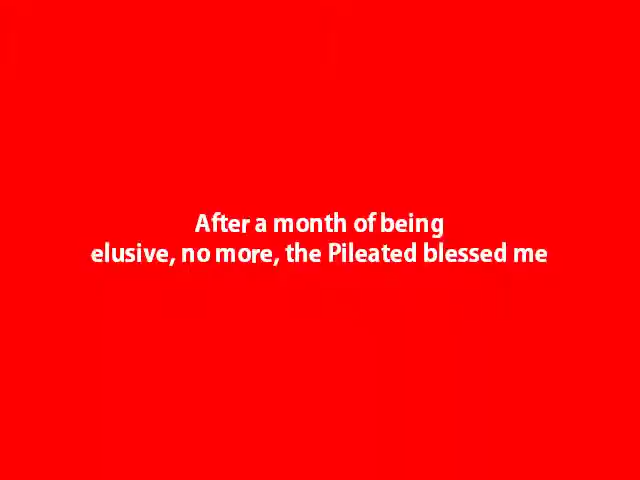 After a month of being
elusive, no more, the Pileated blessed me